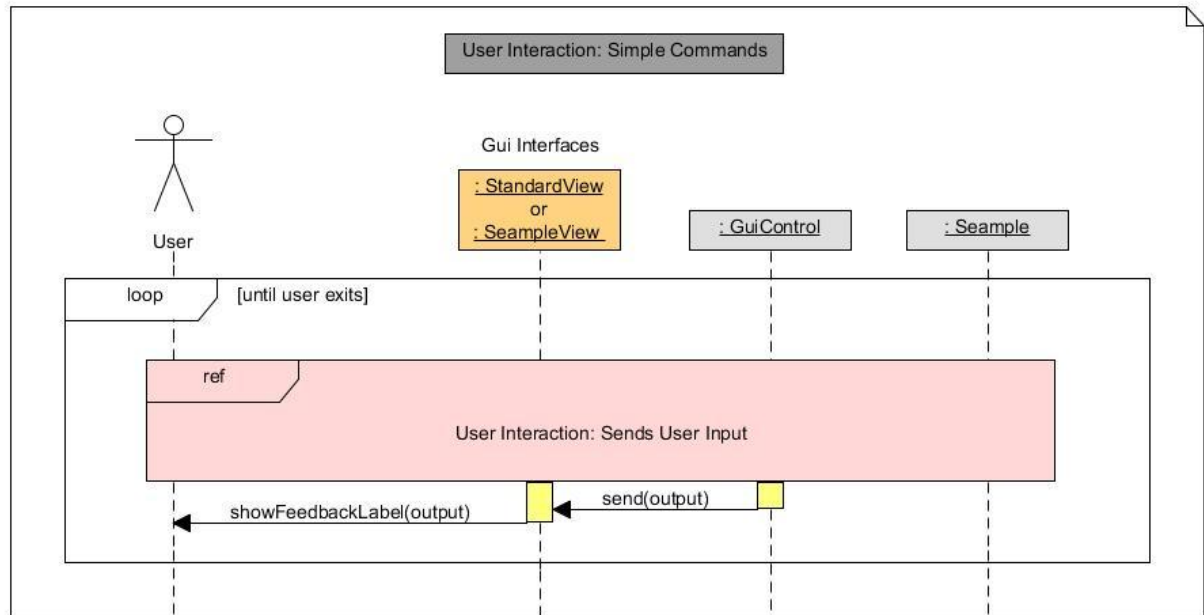 User Interaction: Simple Commands
Gui Interfaces
: StandardView
or
: SeampleView
User
: GuiControl
: Seample
loop
[until user exits]
ref
User Interaction: Sends User Input
send(output)
showFeedbackLabel(output)